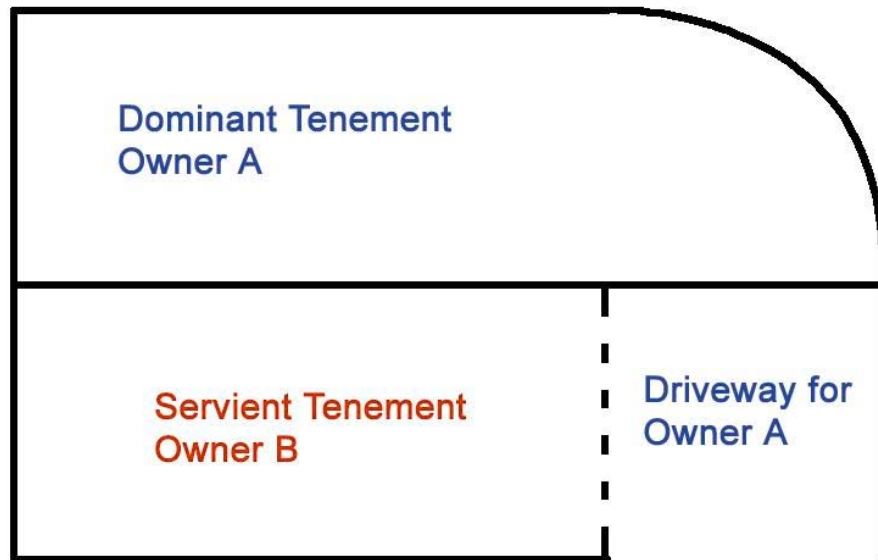 Dominant Tenement
Owner A
Servient Tenement
Owner B
Driveway for
Owner A